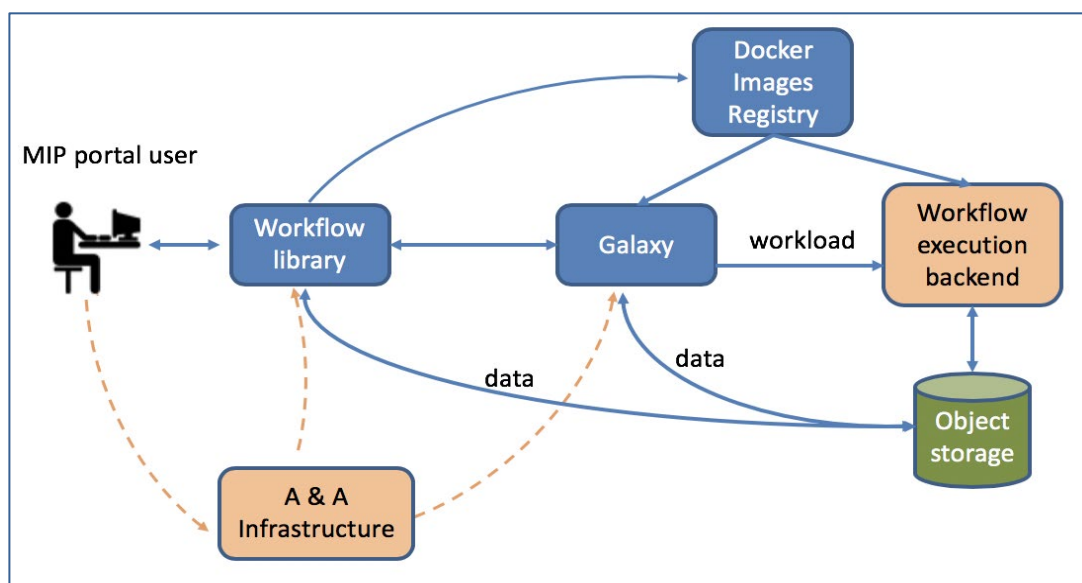 Docker
Images
Registry
MIP portal user
Workflow
library
Galaxy
workload
Workflow
execution
backend
data
data
Object
storage
A & A
Infrastructure